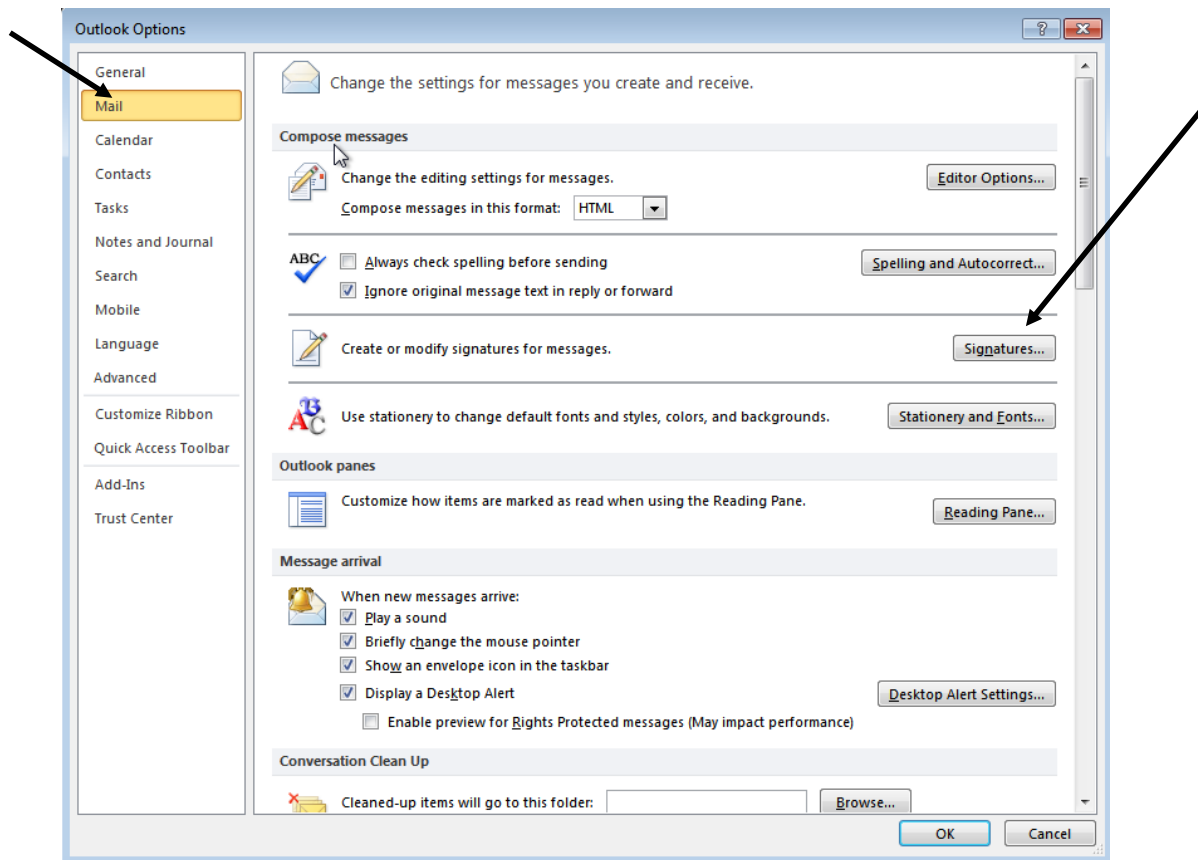 Outlook Options
General
Mail
Calendar
Contacts
Tasks
Notes and Journal
Search
Mobile
Language
Advanced
Customize Ribbon
Quick Access Toolbar
Add-Ins
Trust Center
Change the settings for messages you create and receive.
Compose messages
Change the editing settings for messages.
Editor Options...
Compose messages in this format: HTML
ABC
Always check spelling before sending
Spelling and Autocorrect...
Ignore original message text in reply or forward
Create or modify signatures for messages.
Signatures...
Use stationery to change default fonts and styles, colors, and backgrounds.
Stationery and Fonts...
Outlook panes
Customize how items are marked as read when using the Reading Pane.
Reading Pane...
Message arrival
When new messages arrive:
Play a sound
Briefly change the mouse pointer
Show an envelope icon in the taskbar
Display a Desktop Alert
Desktop Alert Settings...
Enable preview for Rights Protected messages (May impact performance)
Conversation Clean Up
Cleaned-up items will go to this folder:
Browse...
OK
Cancel